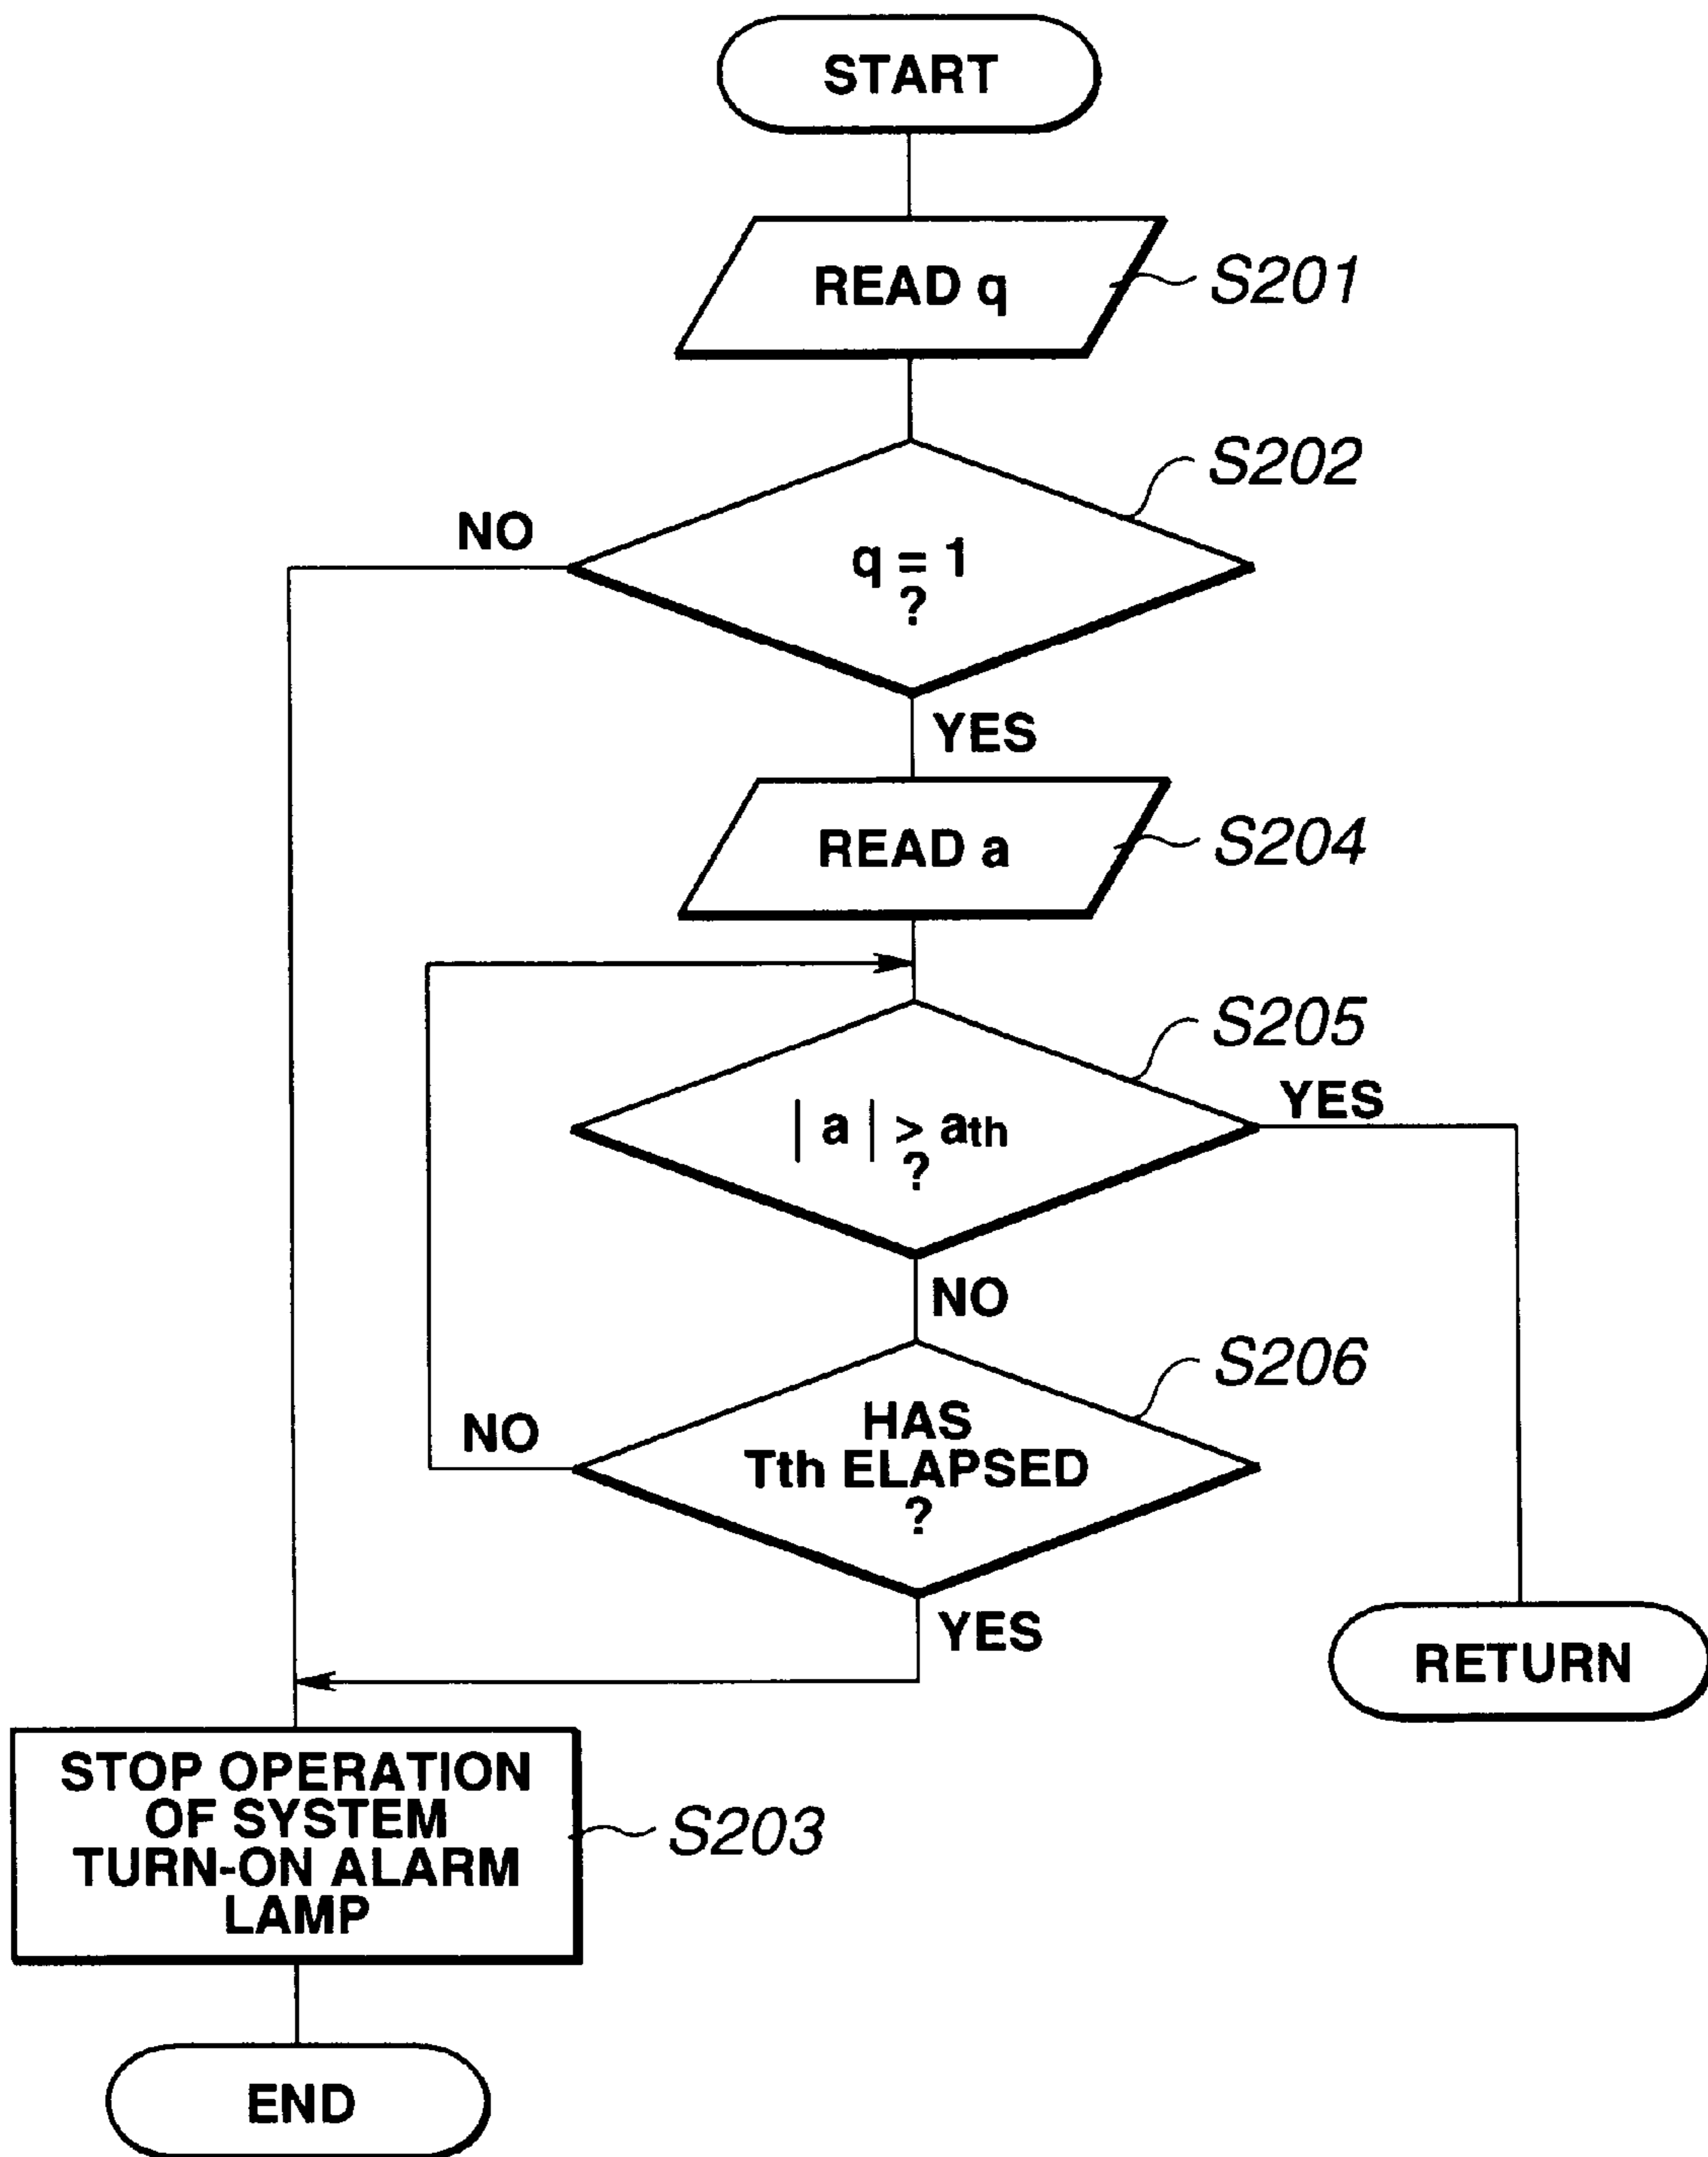 START
READ q
S201
S202
NO
q = 1
?
YES
READ a
S204
S205
YES
| a | > ath
?
NO
S206
NO
HAS
Tth ELAPSED
?
YES
RETURN
STOP OPERATION
OF SYSTEM
TURN-ON ALARM
LAMP
S203
END